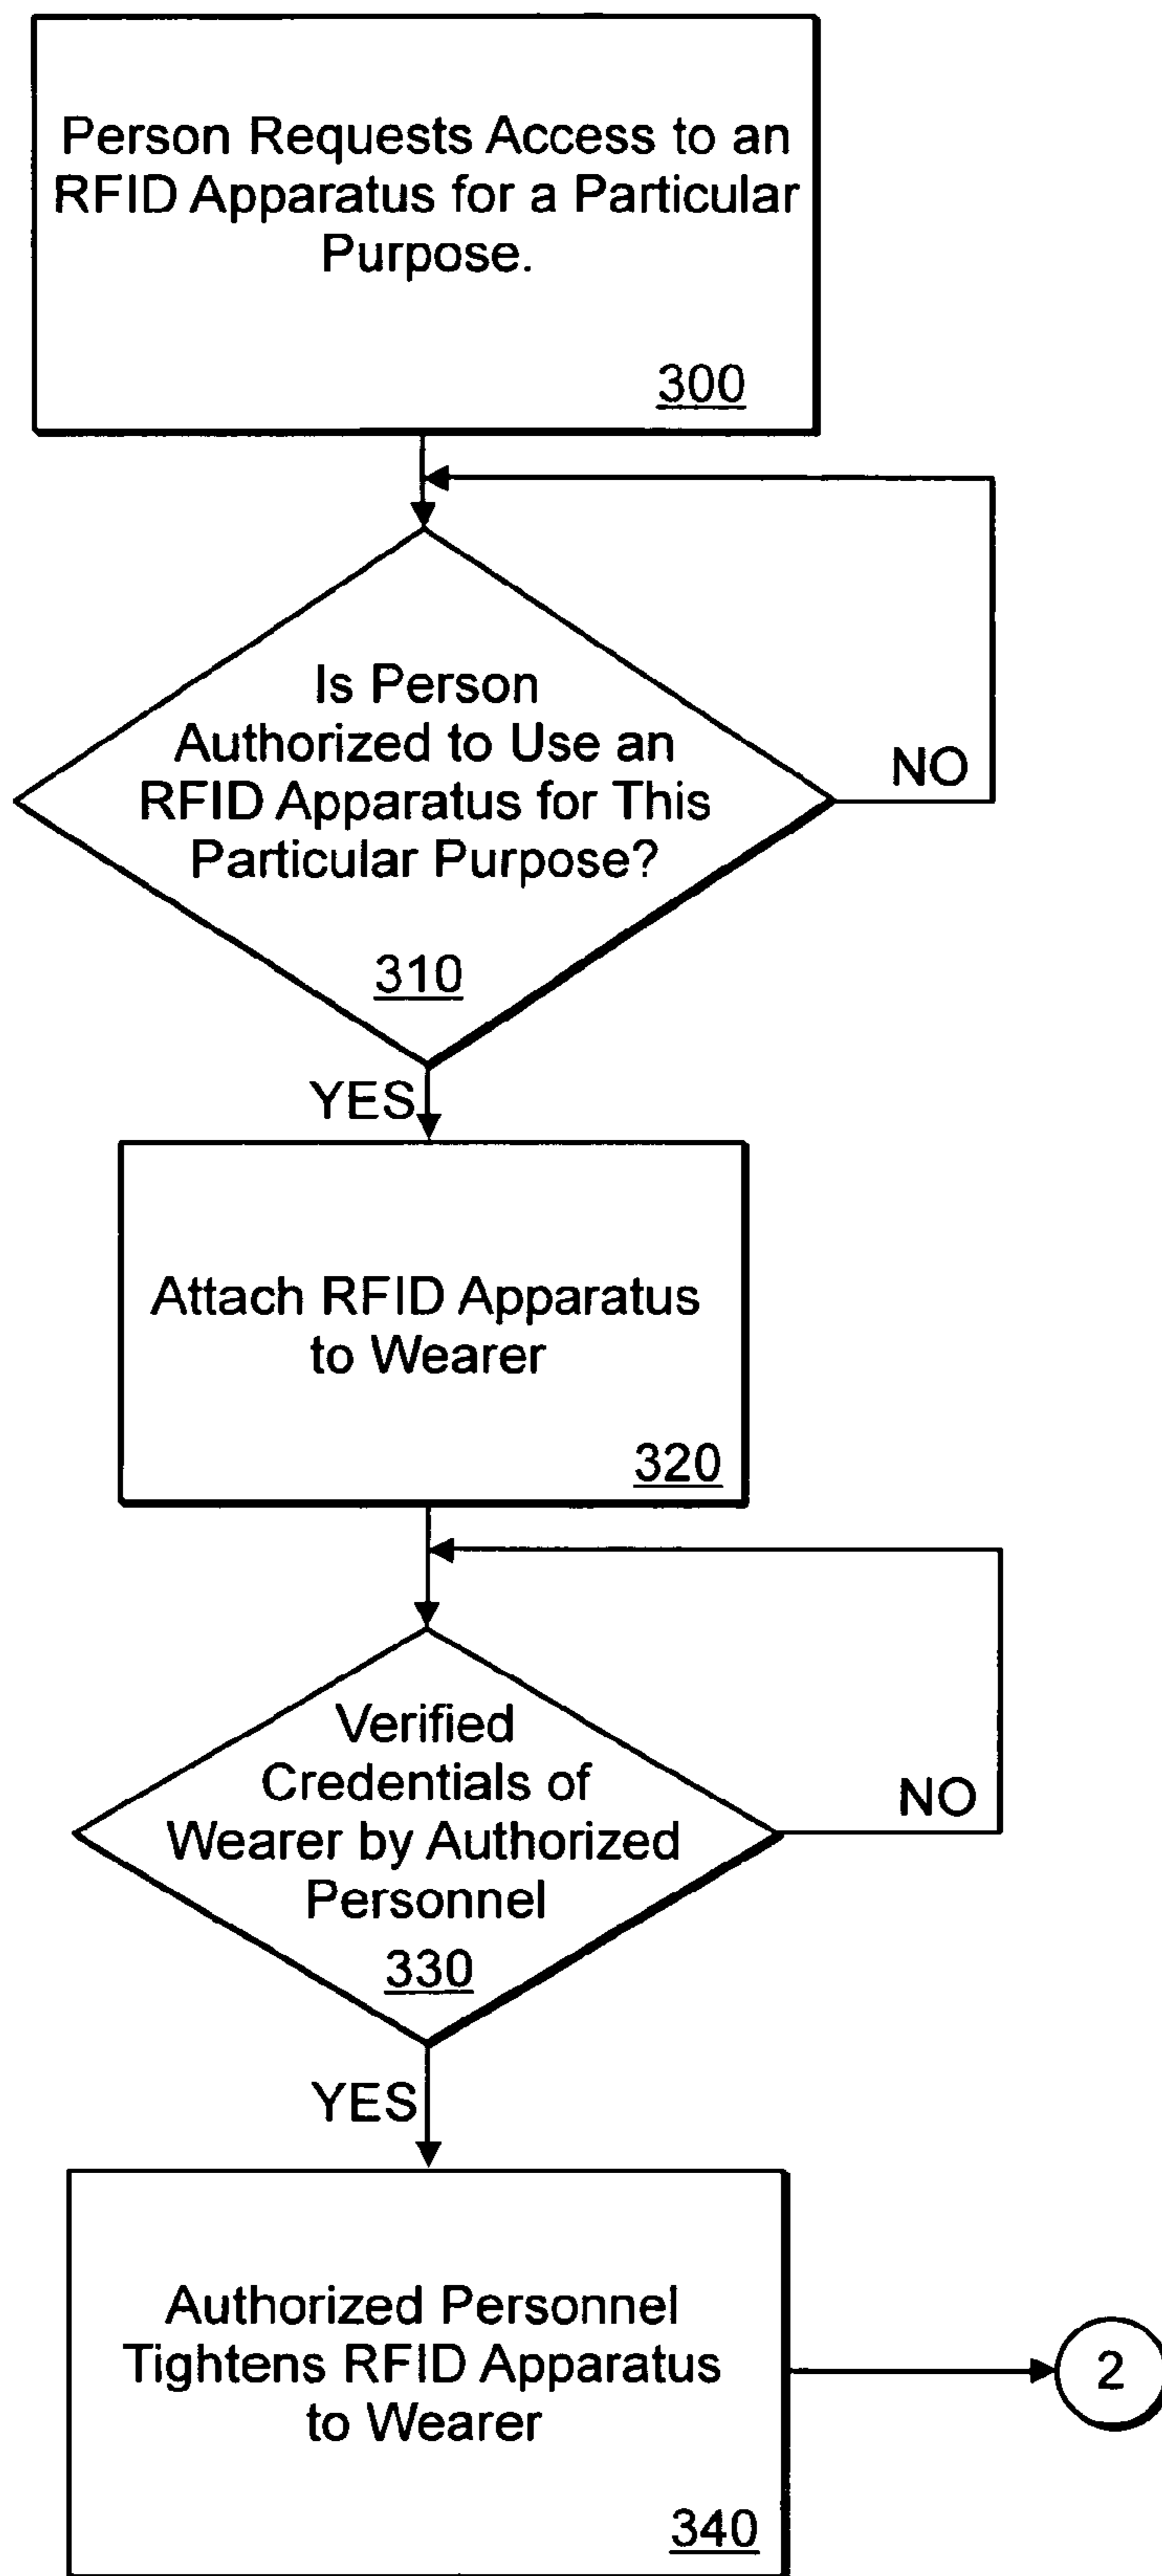 Person Requests Access to an
RFID Apparatus for a Particular
Purpose.
300
Is Person
Authorized to Use an
RFID Apparatus for This
Particular Purpose?
310
NO
YES
Attach RFID Apparatus
to Wearer
320
Verified
Credentials of
Wearer by Authorized
Personnel
330
NO
YES
Authorized Personnel
Tightens RFID Apparatus
to Wearer
340
2